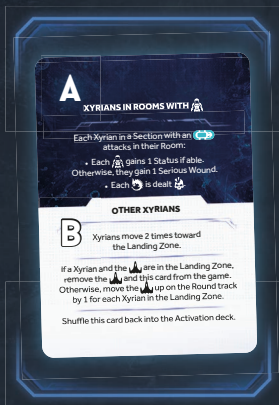 A
XYRIANS IN ROOMS WITH
Each Xyrian in a Section with an
attacks in their Room:
• Each gains 1 Status if able.
Otherwise, they gain 1 Serious Wound.
• Each is dealt
OTHER XYRIANS
B
Xyrians move 2 times toward
the Landing Zone.
If a Xyrian and the are in the Landing Zone,
remove the and this card from the game.
Otherwise, move the up on the Round track
by 1 for each Xyrian in the Landing Zone.
Shuffle this card back into the Activation deck.